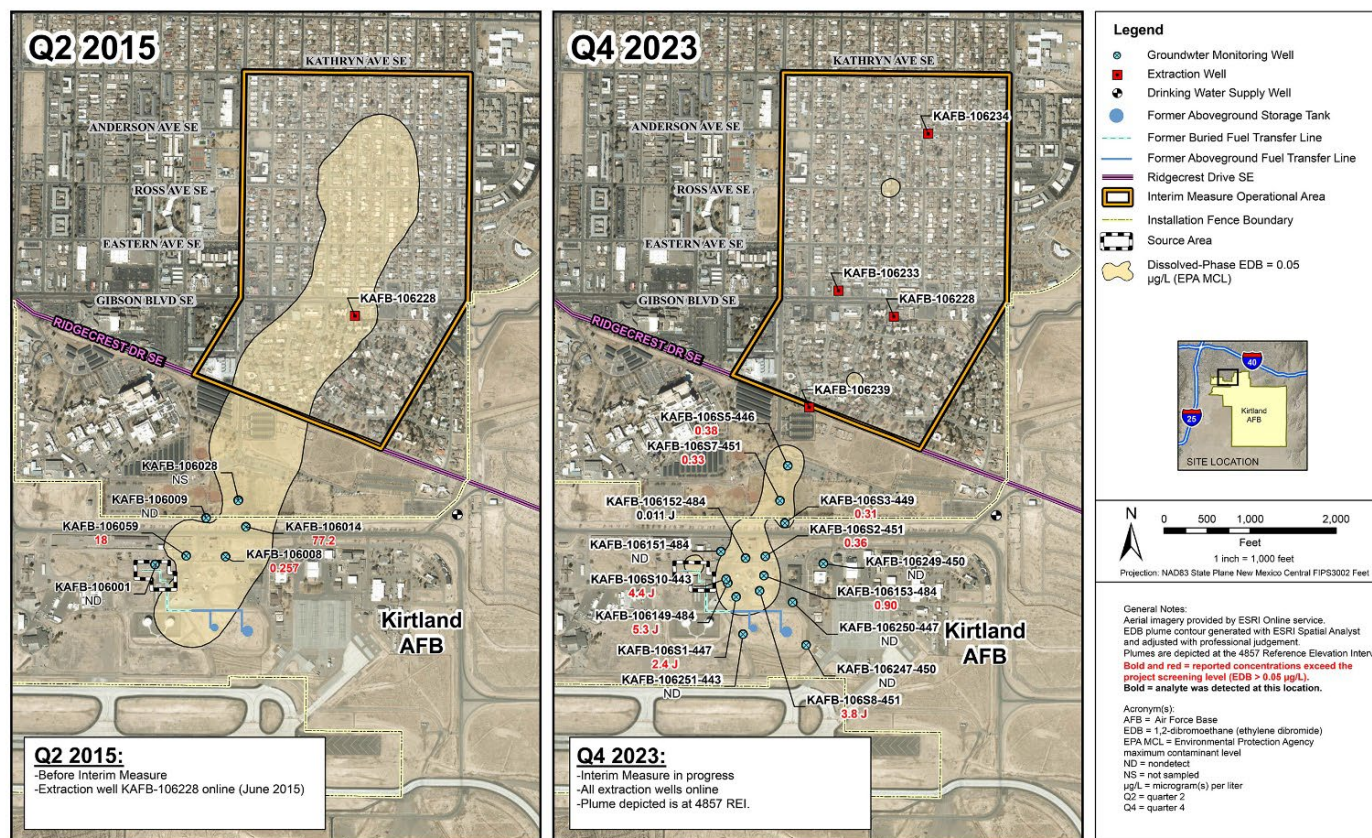 Q2 2015
KATHRYN AVE SE
ANDERSON AVE SE
ROSS AVE SE
EASTERN AVE SE
GIBSON BLVD SE
KAFB-106228
RIDGECREST DR SE
KAFB-106028
NS
KAFB-106009
ND
KAFB-106059
18
KAFB-106014
77.2
KAFB-106008
0.257
KAFB-106001
ND
Kirtland
AFB
Q2 2015:
-Before Interim Measure
-Extraction well KAFB-106228 online (June 2015)
Q4 2023
KATHRYN AVE SE
KAFB-106234
ANDERSON AVE SE
ROSS AVE SE
EASTERN AVE SE
KAFB-106233
GIBSON BLVD SE
KAFB-106228
RIDGECREST DR SE
KAFB-106239
KAFB-106S5-446
0.38
KAFB-106S7-451
0.33
KAFB-106152-484
0.011 J
KAFB-106S3-449
0.31
KAFB-106S2-451
0.36
KAFB-106151-484
ND
KAFB-106249-450
ND
KAFB-106S10-443
4.4 J
KAFB-106153-484
0.90
KAFB-106149-484
5.3 J
KAFB-106250-447
ND
KAFB-106S1-447
2.4 J
KAFB-106251-443
ND
KAFB-106247-450
ND
KAFB-106S8-451
3.8 J
Kirtland
AFB
Q4 2023:
-Interim Measure in progress
-All extraction wells online
-Plume depicted is at 4857 REI.
Legend
Groundwter Monitoring Well
Extraction Well
Drinking Water Supply Well
Former Aboveground Storage Tank
Former Buried Fuel Transfer Line
Former Aboveground Fuel Transfer Line
Ridgecrest Drive SE
Interim Measure Operational Area
Installation Fence Boundary
Source Area
Dissolved-Phase EDB = 0.05
µg/L (EPA MCL)
40
25
Kirtland
AFB
SITE LOCATION
N
0 500 1,000 2,000
Feet
1 inch = 1,000 feet
Projection: NAD83 State Plane New Mexico Central FIPS3002 Feet
General Notes:
Aerial imagery provided by ESRI Online service.
EDB plume contour generated with ESRI Spatial Analyst
and adjusted with professional judgement.
Plumes are depicted at the 4857 Reference Elevation Interv
Bold and red = reported concentrations exceed the
project screening level (EDB > 0.05 µg/L).
Bold = analyte was detected at this location.
Acronym(s):
AFB = Air Force Base
EDB = 1,2-dibromoethane (ethylene dibromide)
EPA MCL = Environmental Protection Agency
maximum contaminant level
ND = nondetect
NS = not sampled
µg/L = microgram(s) per liter
Q2 = quarter 2
Q4 = quarter 4